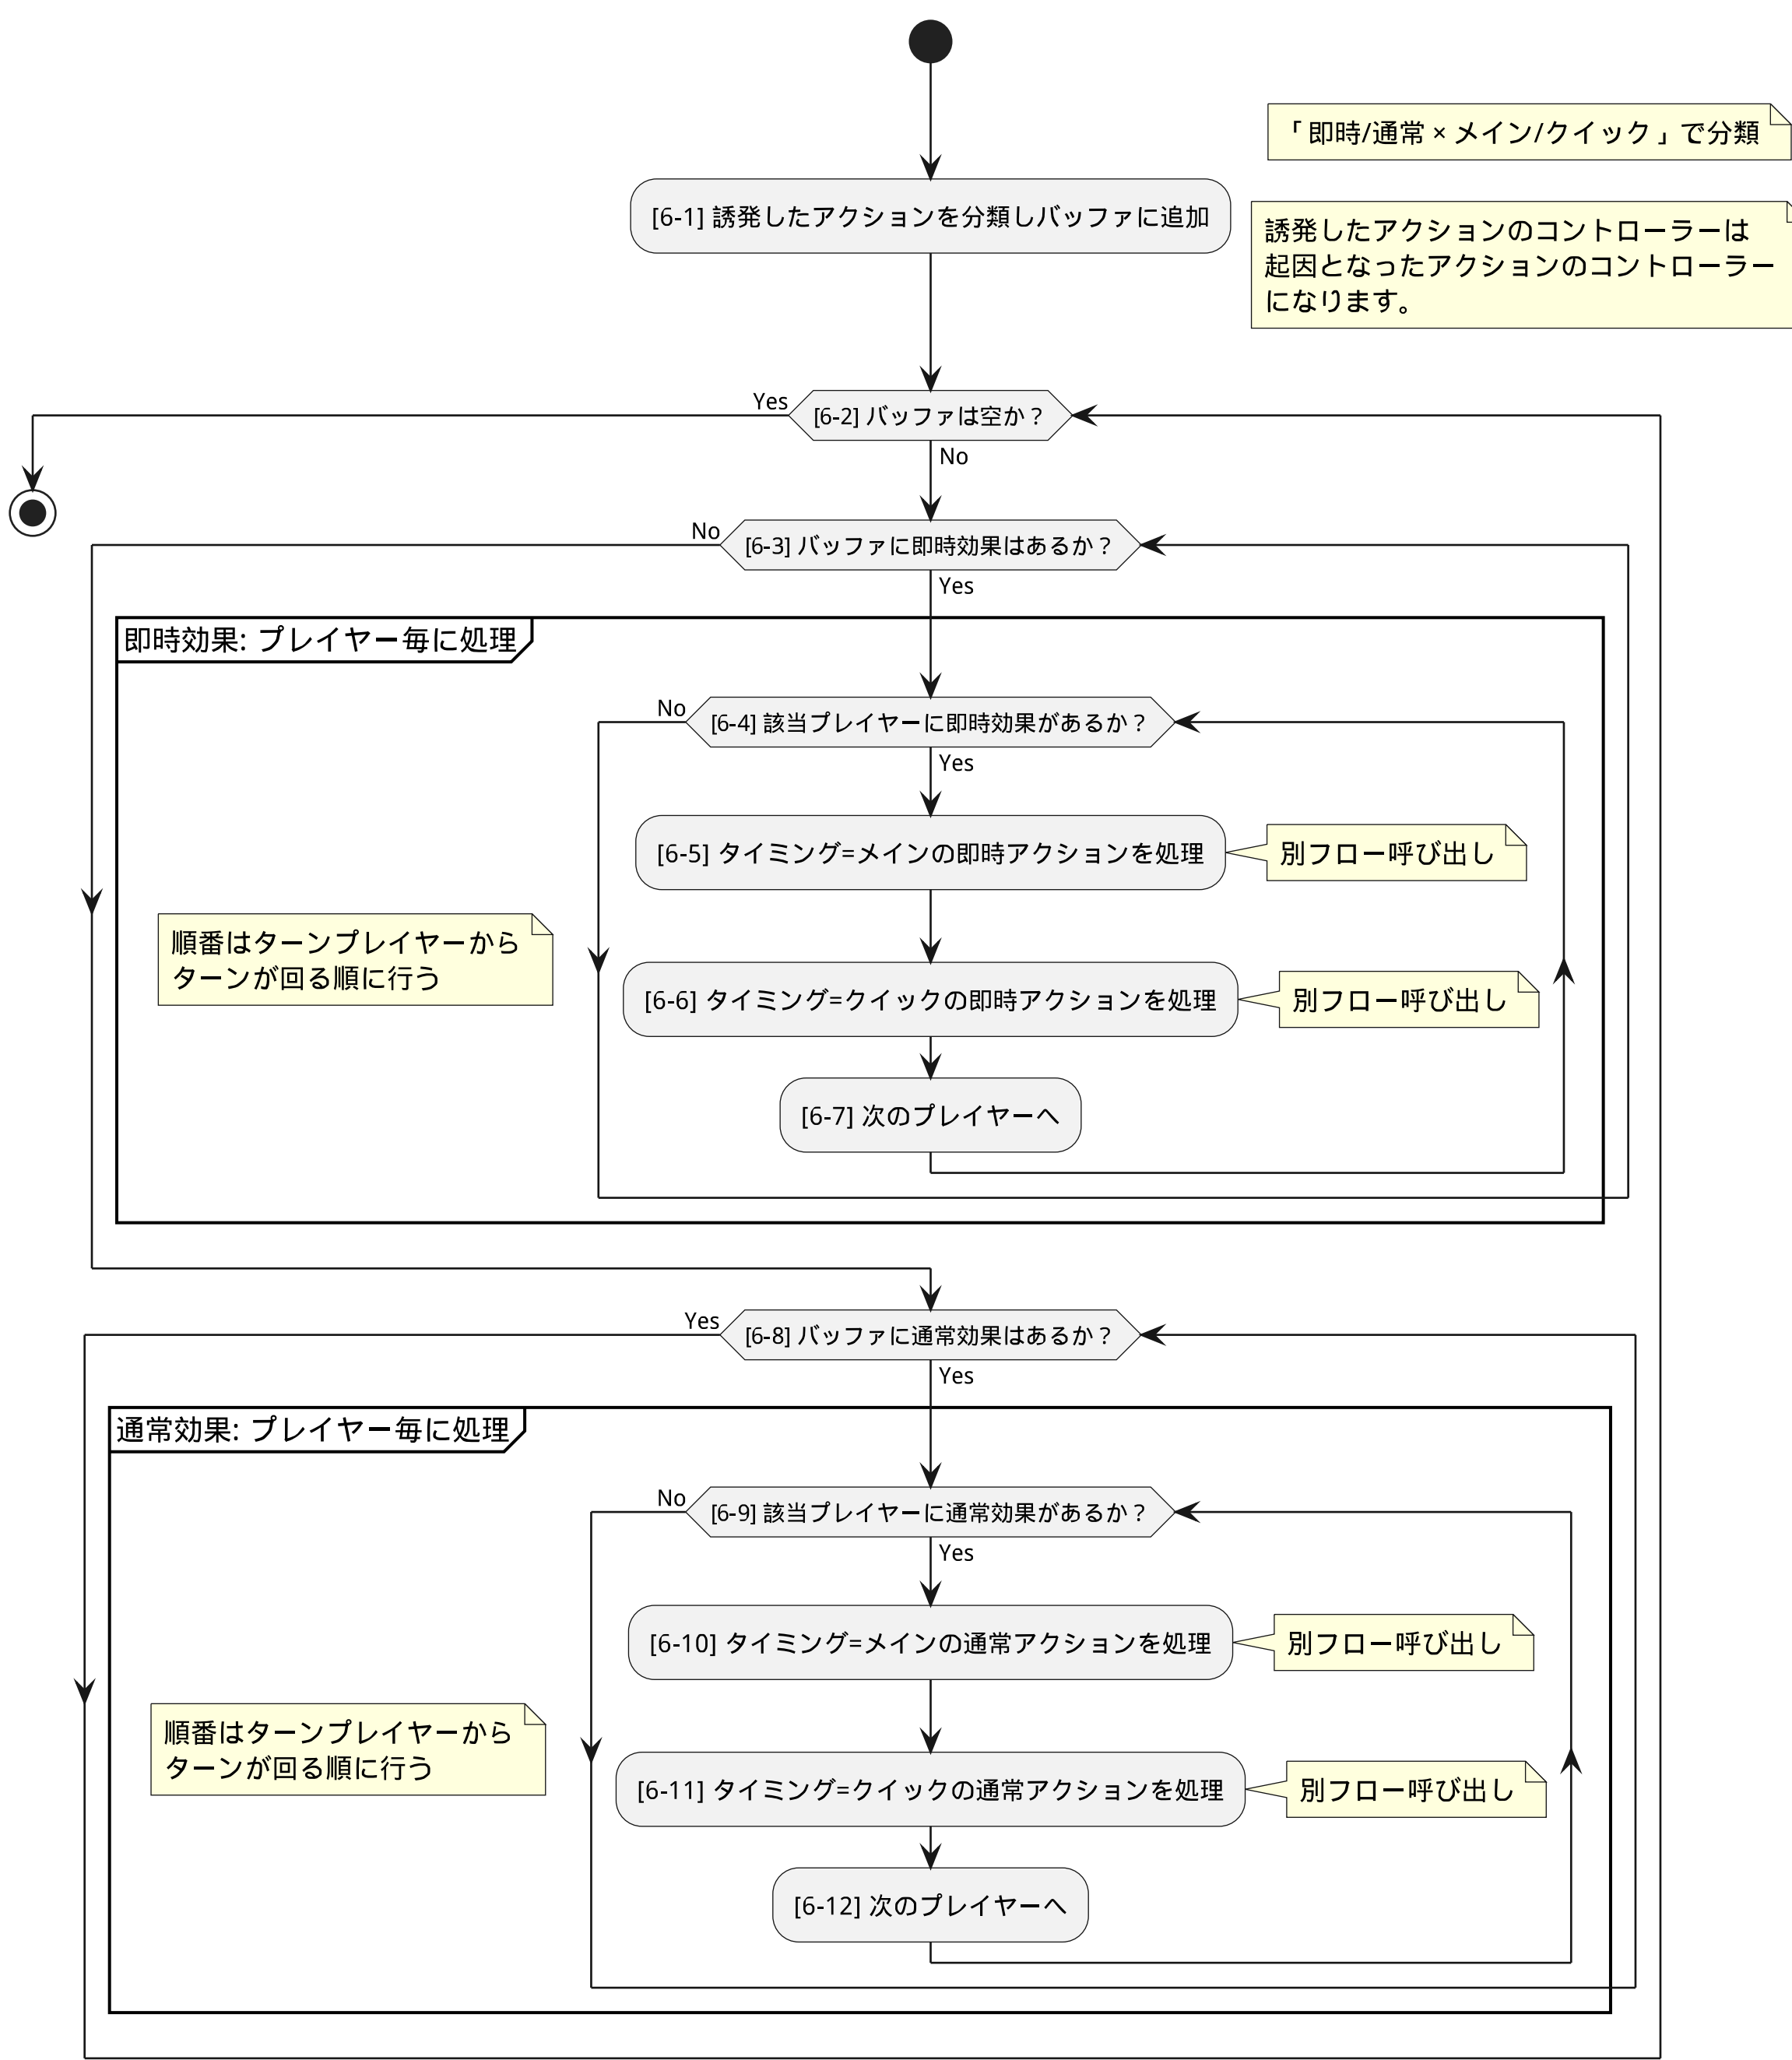 「即時/通常 × メイン/クイック」で分類
[6-1] 誘発したアクションを分類しバッファに追加
誘発したアクションのコントローラーは
起因となったアクションのコントローラー
になります。
Yes
[6-2] バッファは空か？
No
No
[6-3] バッファに即時効果はあるか？
Yes
即時効果: プレイヤー毎に処理
No
[6-4] 該当プレイヤーに即時効果があるか？
Yes
[6-5] タイミング=メインの即時アクションを処理
別フロー呼び出し
順番はターンプレイヤーから
ターンが回る順に行う
[6-6] タイミング=クイックの即時アクションを処理
別フロー呼び出し
[6-7] 次のプレイヤーへ
Yes
[6-8] バッファに通常効果はあるか？
Yes
通常効果: プレイヤー毎に処理
No
[6-9] 該当プレイヤーに通常効果があるか？
Yes
[6-10] タイミング=メインの通常アクションを処理
別フロー呼び出し
順番はターンプレイヤーから
ターンが回る順に行う
[6-11] タイミング=クイックの通常アクションを処理
別フロー呼び出し
[6-12] 次のプレイヤーへ